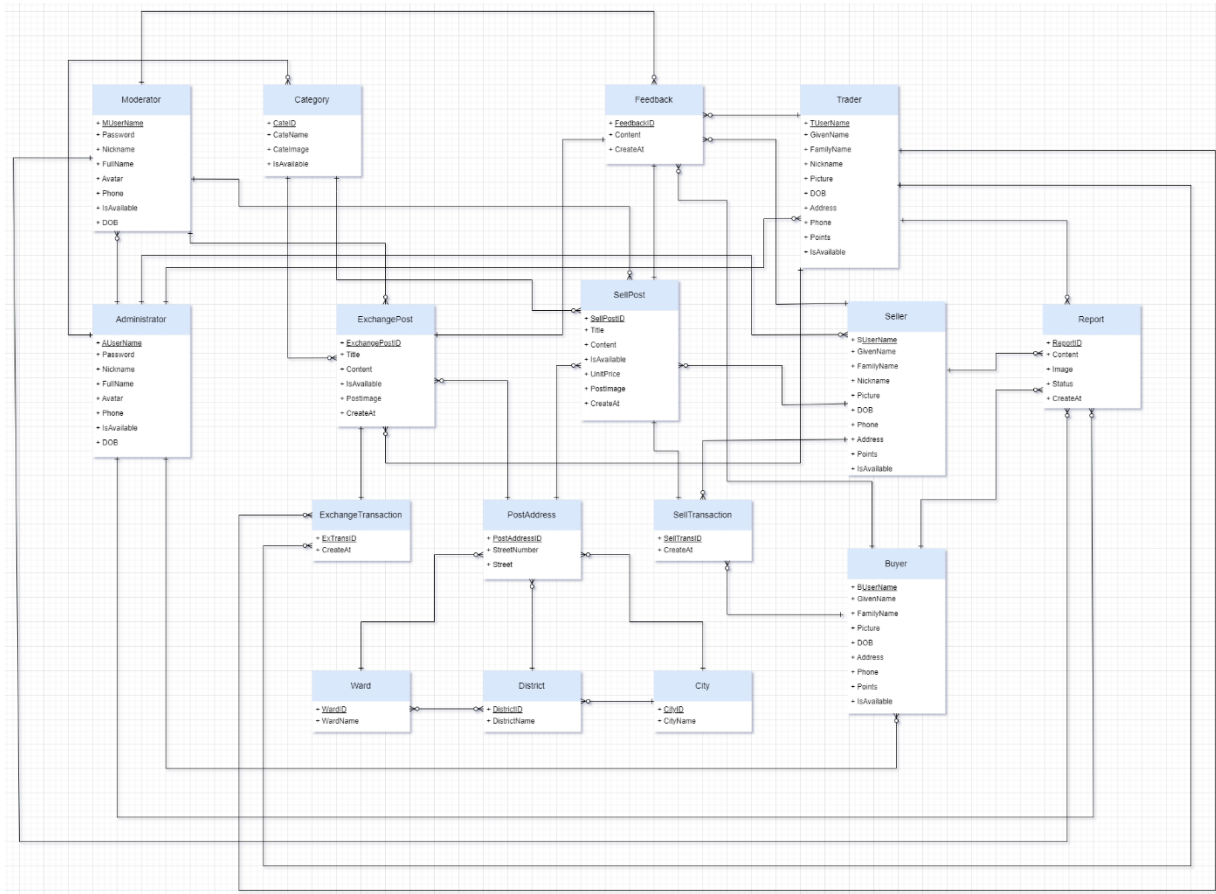 Moderator
+ MUserName
+ Password
+ Nickname
+ FullName
+ Avatar
+ Phone
+ IsAvailable
+ DOB
Category
+ CateID
+ CateName
+ CateImage
+ IsAvailable
Feedback
+ FeedbackID
+ Content
+ CreateAt
Trader
+ TUserName
+ GivenName
+ FamilyName
+ Nickname
+ Picture
+ DOB
+ Address
+ Phone
+ Points
+ IsAvailable
Administrator
+ AUserName
+ Password
+ Nickname
+ FullName
+ Avatar
+ Phone
+ IsAvailable
+ DOB
ExchangePost
+ ExchangePostID
+ Title
+ Content
+ IsAvailable
+ PostImage
+ CreateAt
SellPost
+ SellPostID
+ Title
+ Content
+ IsAvailable
+ UnitPrice
+ PostImage
+ CreateAt
Seller
+ SUserName
+ GivenName
+ FamilyName
+ Nickname
+ Picture
+ DOB
+ Phone
+ Address
+ Points
+ IsAvailable
Report
+ ReportID
+ Content
+ Image
+ Status
+ CreateAt
ExchangeTransaction
+ ExTransID
+ CreateAt
PostAddress
+ PostAddressID
+ StreetNumber
+ Street
SellTransaction
+ SellTransID
+ CreateAt
Buyer
+ BUserName
+ GivenName
+ FamilyName
+ Picture
+ DOB
+ Address
+ Phone
+ Points
+ IsAvailable
Ward
+ WardID
+ WardName
District
+ DistrictID
+ DistrictName
City
+ CityID
+ CityName